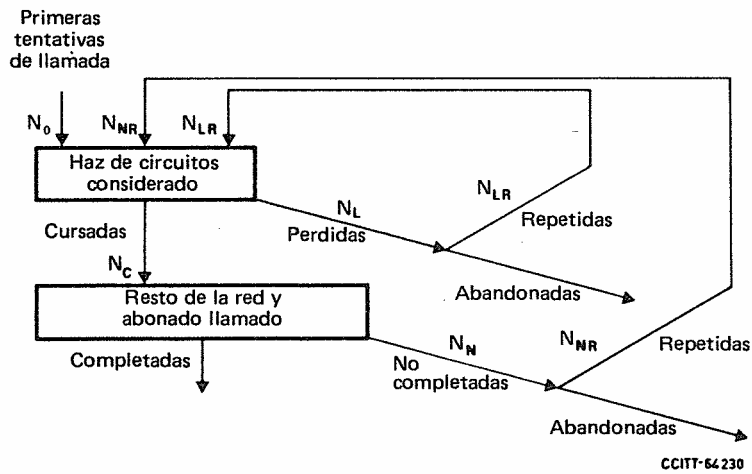 Primeras
tentativas
de llamada
N₀
N_NR
N_LR
Haz de circuitos
considerado
Cursadas
N_L
Perdidas
N_LR
Repetidas
Abandonadas
N_C
Resto de la red y
abonado llamado
Completadas
N_N
No
completadas
N_NR
Repetidas
Abandonadas
CCITT-64230